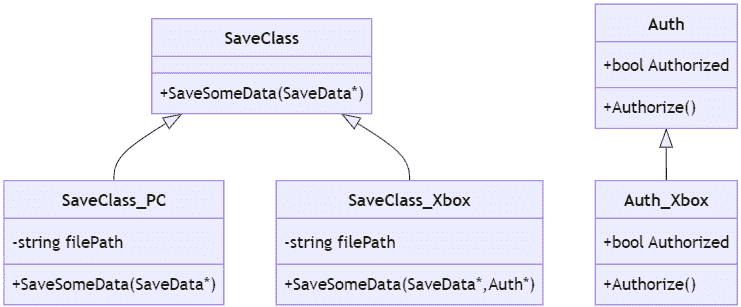 SaveClass
+SaveSomeData(SaveData*)
Auth
+bool Authorized
+Authorize()
SaveClass_PC
-string filePath
+SaveSomeData(SaveData*)
SaveClass_Xbox
-string filePath
+SaveSomeData(SaveData*,Auth*)
Auth_Xbox
+bool Authorized
+Authorize()